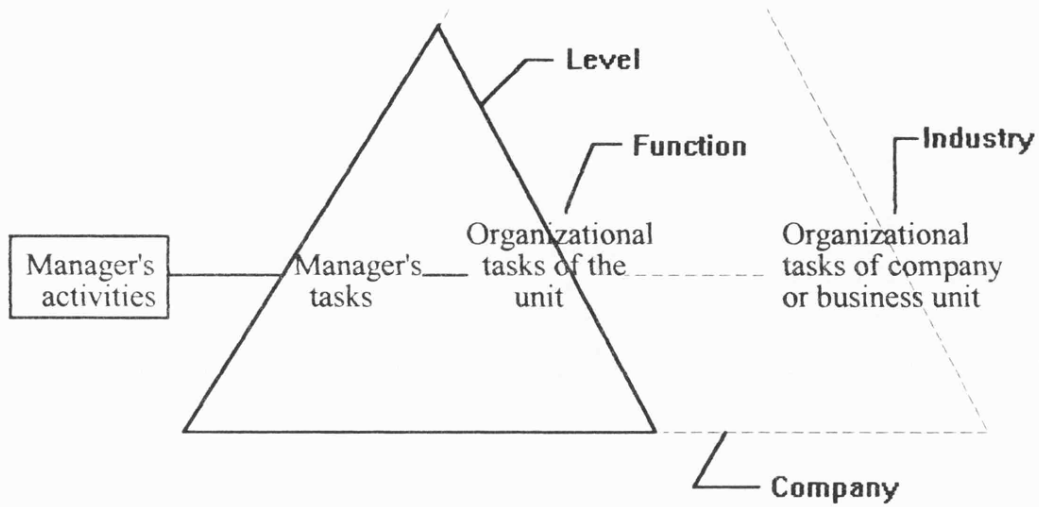 Level
Function
Industry
Manager's
activities
Manager's
tasks
Organizational
tasks of the
unit
Organizational
tasks of company
or business unit
Company